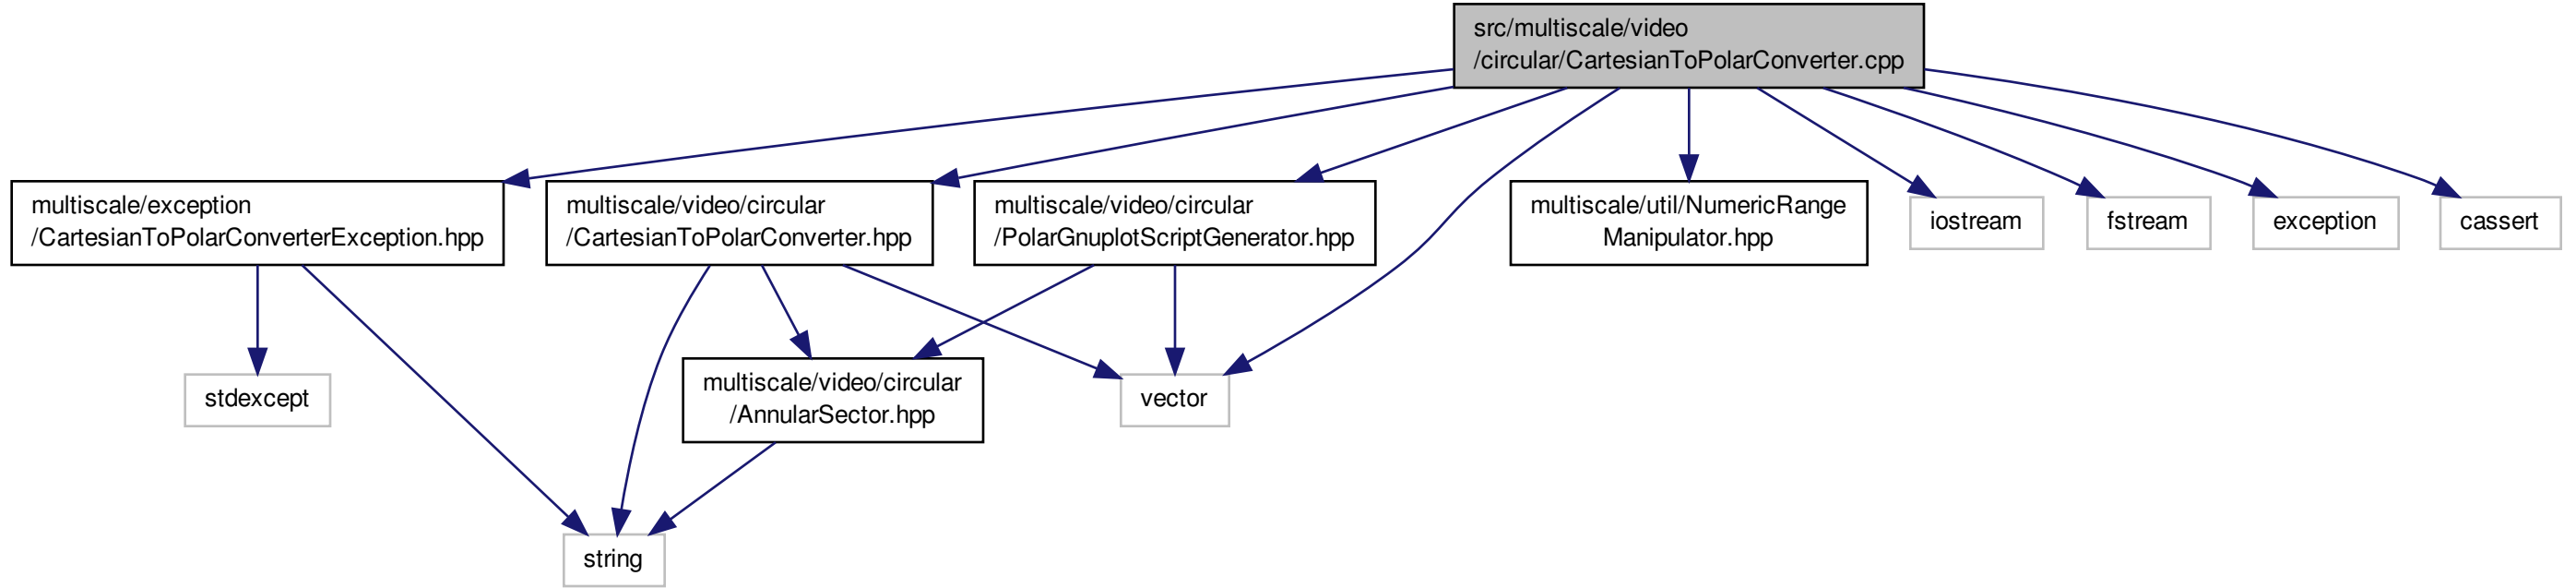 src/multiscale/video
/circular/CartesianToPolarConverter.cpp
multiscale/exception
/CartesianToPolarConverterException.hpp
multiscale/video/circular
/CartesianToPolarConverter.hpp
multiscale/video/circular
/PolarGnuplotScriptGenerator.hpp
multiscale/util/NumericRange
Manipulator.hpp
iostream
fstream
exception
cassert
stdexcept
multiscale/video/circular
/AnnularSector.hpp
vector
string